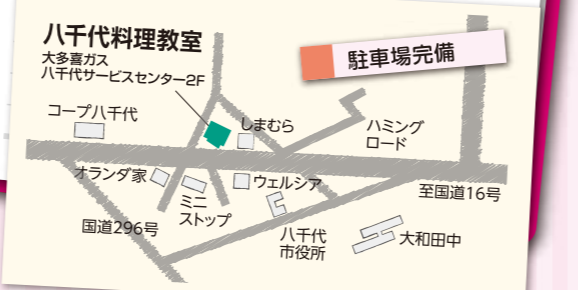 八千代料理教室
大多喜ガス
八千代サービスセンター2F
駐車場完備
コープ八千代
しまむら
ハミング
ロード
オランダ家
ミニ
ストップ
ウェルシア
至国道16号
国道296号
八千代
市役所
大和田中